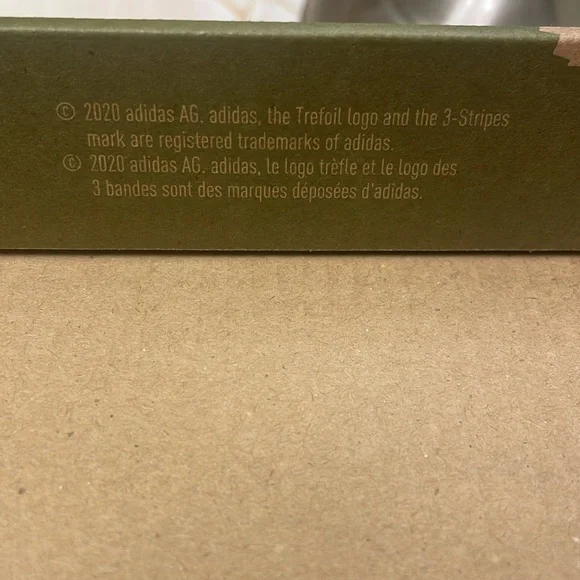 © 2020 adidas AG. adidas, the Trefoil logo and the 3-Stripes
mark are registered trademarks of adidas.
© 2020 adidas AG. adidas, le logo trèfle et le logo des
3 bandes sont des marques déposées d'adidas.